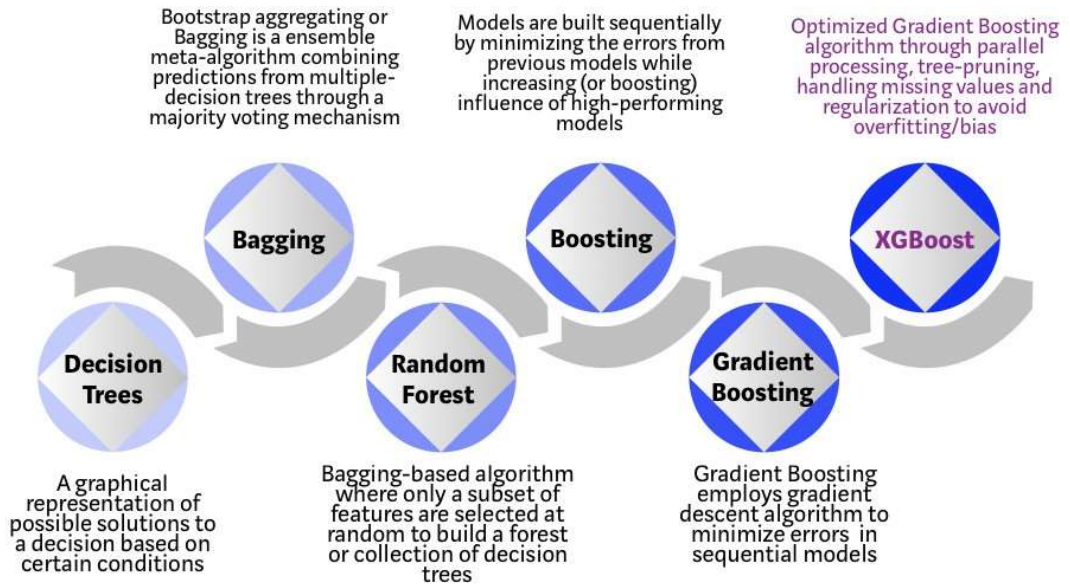 Bootstrap aggregating or
Bagging is a ensemble
meta-algorithm combining
predictions from multiple-
decision trees through a
majority voting mechanism
Models are built sequentially
by minimizing the errors from
previous models while
increasing (or boosting)
influence of high-performing
models
Optimized Gradient Boosting
algorithm through parallel
processing, tree-pruning,
handling missing values and
regularization to avoid
overfitting/bias
Bagging
Boosting
XGBoost
Decision
Trees
Random
Forest
Gradient
Boosting
A graphical
representation of
possible solutions to
a decision based on
certain conditions
Bagging-based algorithm
where only a subset of
features are selected at
random to build a forest
or collection of decision
trees
Gradient Boosting
employs gradient
descent algorithm to
minimize errors in
sequential models